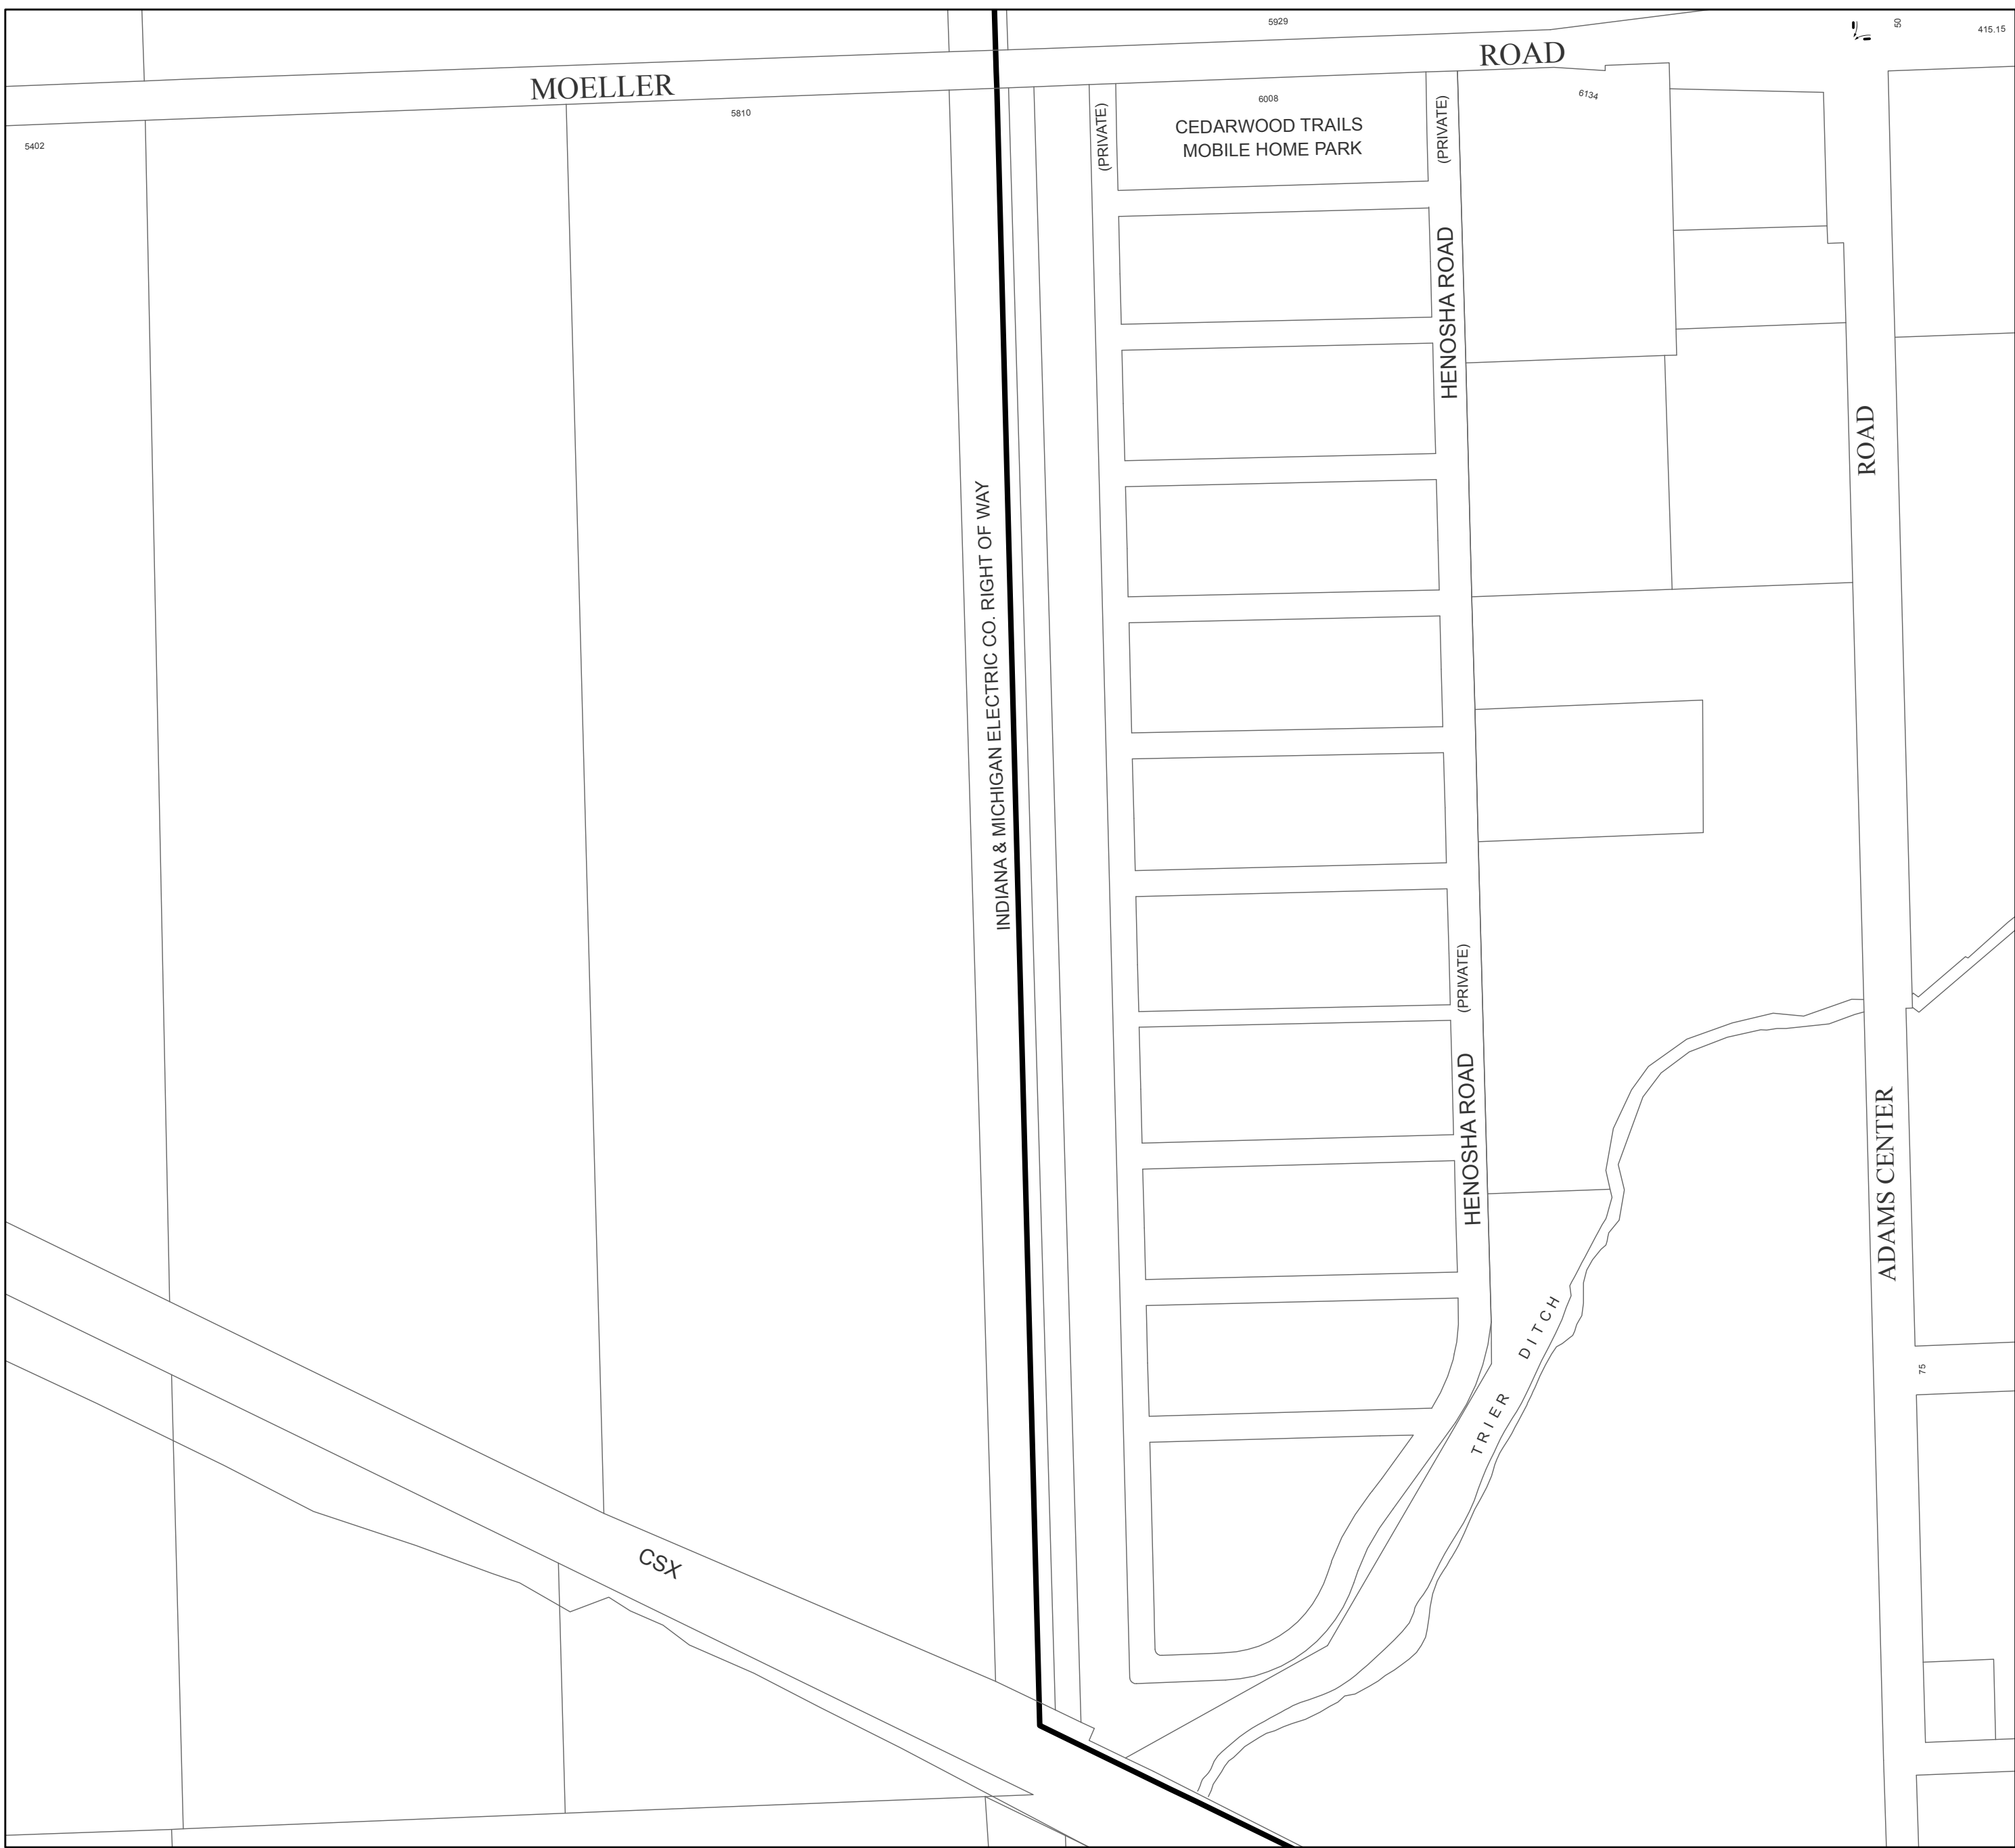 5929
50
415.15
MOELLER
ROAD
5402
5810
(PRIVATE)
6008
CEDARWOOD TRAILS
MOBILE HOME PARK
(PRIVATE)
6134
HENOSHA ROAD
ROAD
INDIANA & MICHIGAN ELECTRIC CO. RIGHT OF WAY
(PRIVATE)
HENOSHA ROAD
ADAMS CENTER
TRIER DITCH
75
CSX